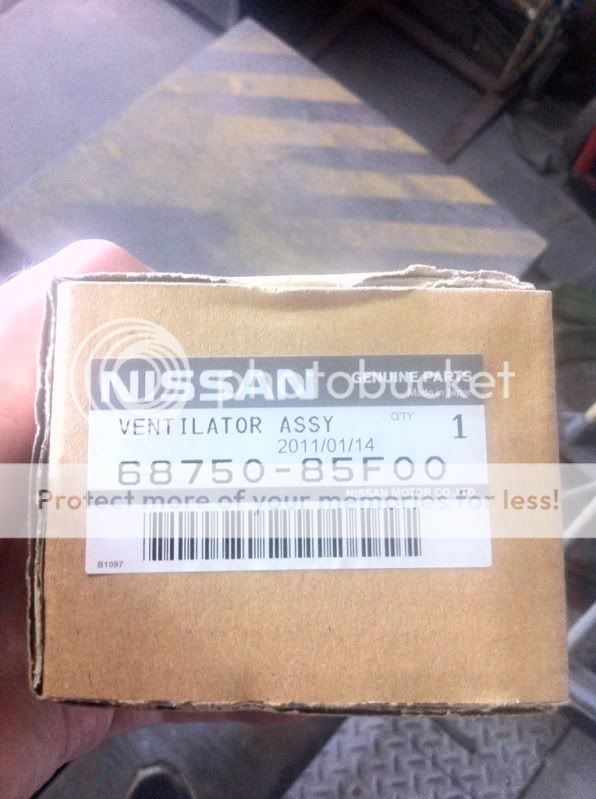 NISSAN
GENUINE PARTS
Made in Japan
VENTILATOR ASSY
Q'TY
1
2011/01/14
68750-85F00
NISSAN MOTOR CO.,LTD.
B1097
photobucket
Protect more of your memories for less!